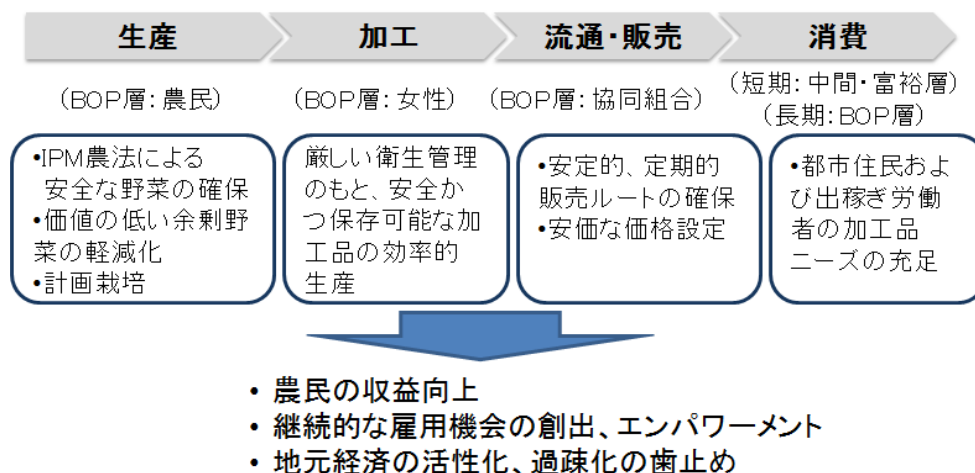 生産
加工
流通・販売
消費
(BOP層:農民)
(BOP層:女性)
(BOP層:協同組合)
(短期:中間・富裕層)
(長期:BOP層)
•IPM農法による
安全な野菜の確保
•価値の低い余剰野
菜の軽減化
•計画栽培
厳しい衛生管理
のもと、安全か
つ保存可能な加
工品の効率的
生産
•安定的、定期的
販売ルートの確保
•安価な価格設定
•都市住民およ
び出稼ぎ労働
者の加工品
ニーズの充足
• 農民の収益向上
• 継続的な雇用機会の創出、エンパワーメント
• 地元経済の活性化、過疎化の歯止め